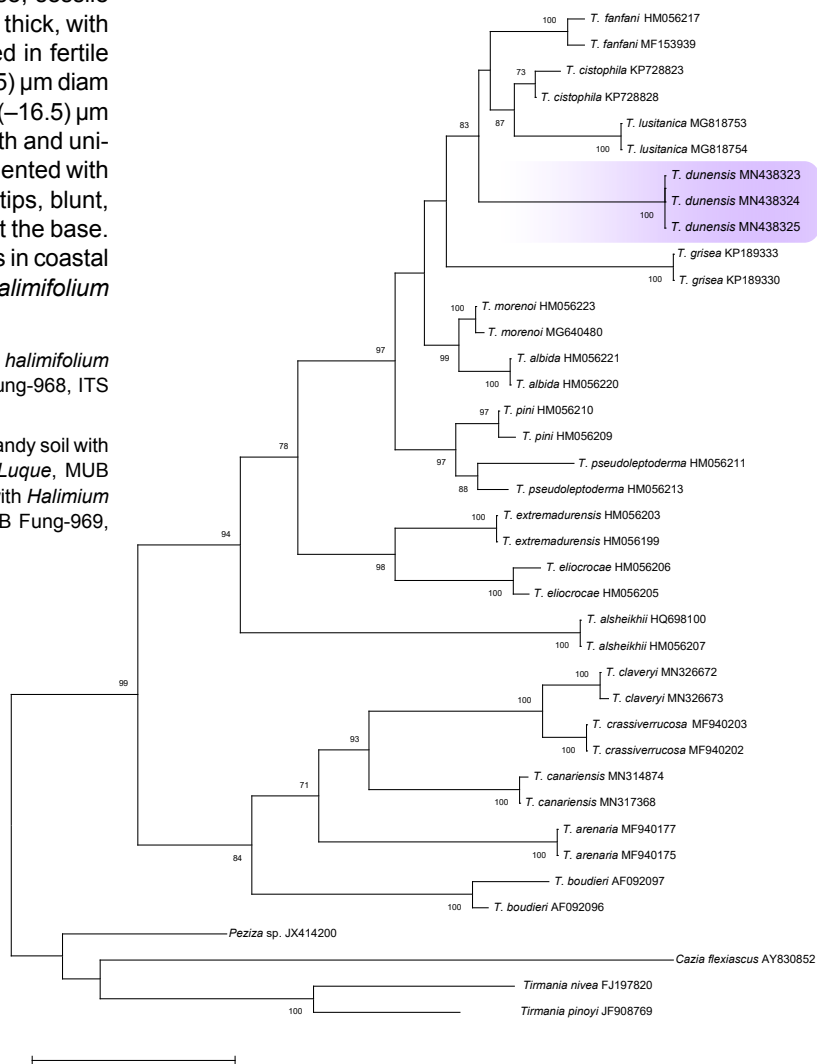 thick, with
ed in fertile
5) µm diam
(–16.5) µm
th and uni-
ented with
tips, blunt,
t the base.
s in coastal
alimifolium
halimifolium
ung-968, ITS
andy soil with
Luque, MUB
vith Halimium
B Fung-969,
100
T. fanfani HM056217
T. fanfani MF153939
73
T. cistophila KP728823
T. cistophila KP728828
83
87
T. lusitanica MG818753
100
T. lusitanica MG818754
T. dunensis MN438323
T. dunensis MN438324
100
T. dunensis MN438325
T. grisea KP189333
100
T. grisea KP189330
100
T. morenoi HM056223
T. morenoi MG640480
97
99
T. albida HM056221
100
T. albida HM056220
97
T. pini HM056210
T. pini HM056209
78
97
T. pseudoleptoderma HM056211
88
T. pseudoleptoderma HM056213
100
T. extremadurensis HM056203
94
T. extremadurensis HM056199
98
T. eliocrocae HM056206
100
T. eliocrocae HM056205
T. alsheikhii HQ698100
100
T. alsheikhii HM056207
99
100
T. claveryi MN326672
100
T. claveryi MN326673
T. crassiverrucosa MF940203
93
100
T. crassiverrucosa MF940202
T. canariensis MN314874
71
100
T. canariensis MN317368
T. arenaria MF940177
84
100
T. arenaria MF940175
T. boudieri AF092097
100
T. boudieri AF092096
Peziza sp. JX414200
Cazia flexiascus AY830852
Tirmania nivea FJ197820
100
Tirmania pinoyi JF908769